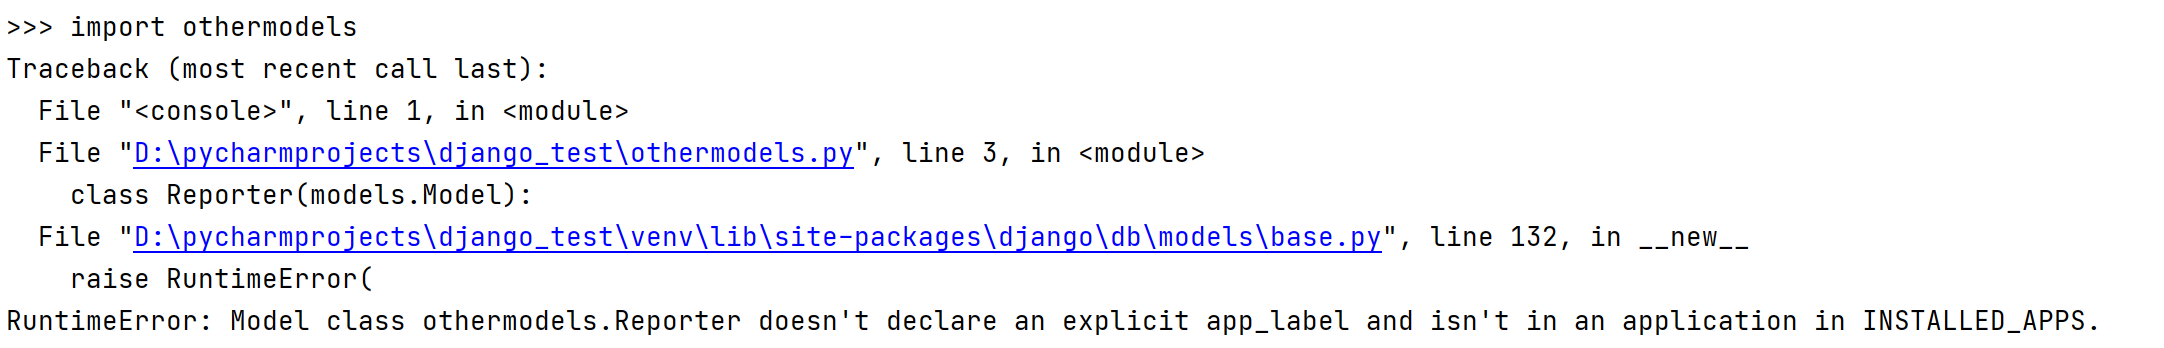 >>> import othermodels
Traceback (most recent call last):
  File "<console>", line 1, in <module>
  File "D:\pycharmprojects\django_test\othermodels.py", line 3, in <module>
    class Reporter(models.Model):
  File "D:\pycharmprojects\django_test\venv\lib\site-packages\django\db\models\base.py", line 132, in __new__
    raise RuntimeError(
RuntimeError: Model class othermodels.Reporter doesn't declare an explicit app_label and isn't in an application in INSTALLED_APPS.